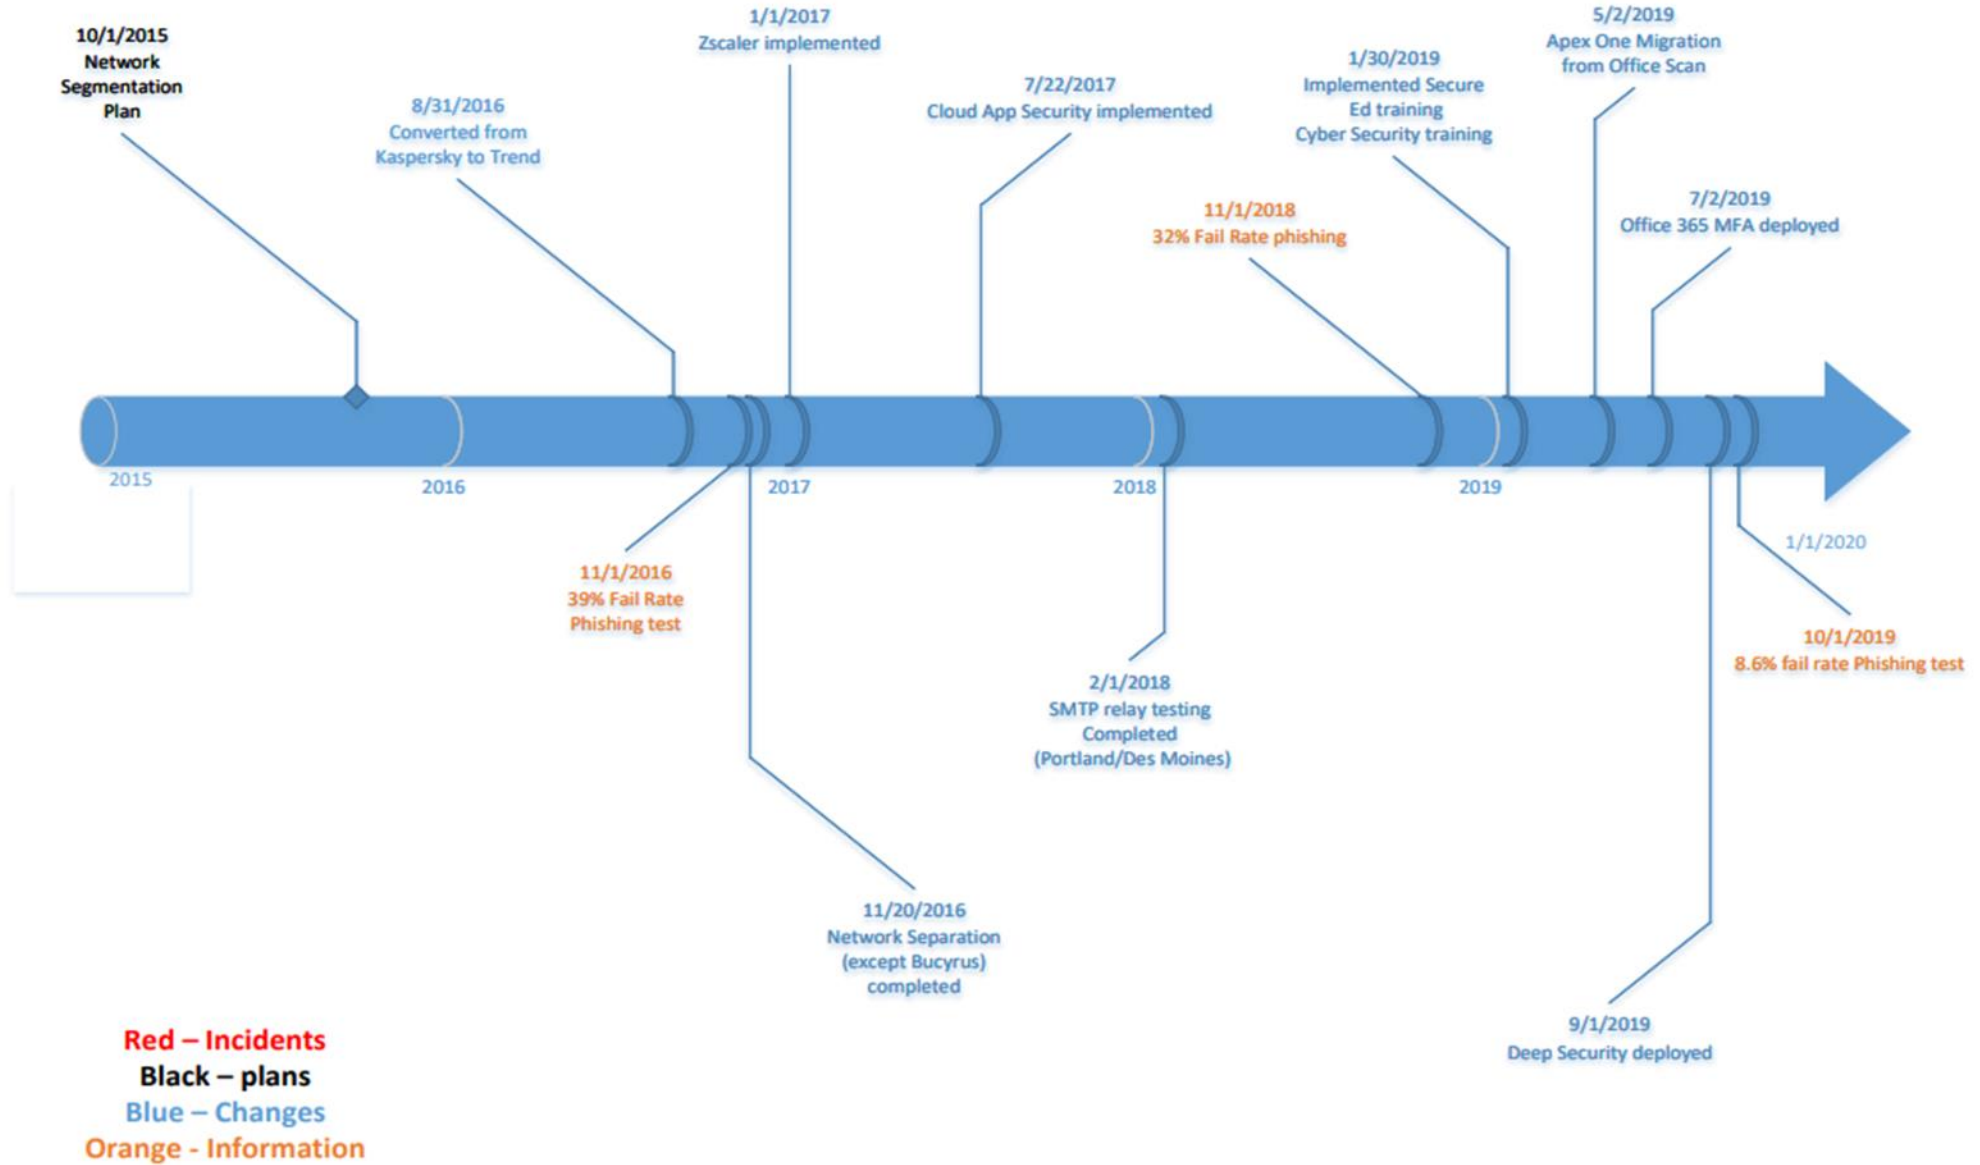 10/1/2015
Network
Segmentation
Plan
8/31/2016
Converted from
Kaspersky to Trend
1/1/2017
Zscaler implemented
7/22/2017
Cloud App Security implemented
11/1/2018
32% Fail Rate phishing
1/30/2019
Implemented Secure
Ed training
Cyber Security training
5/2/2019
Apex One Migration
from Office Scan
7/2/2019
Office 365 MFA deployed
2015
2016
2017
2018
2019
1/1/2020
11/1/2016
39% Fail Rate
Phishing test
11/20/2016
Network Separation
(except Bucyrus)
completed
2/1/2018
SMTP relay testing
Completed
(Portland/Des Moines)
10/1/2019
8.6% fail rate Phishing test
9/1/2019
Deep Security deployed
Red – Incidents
Black – plans
Blue – Changes
Orange - Information